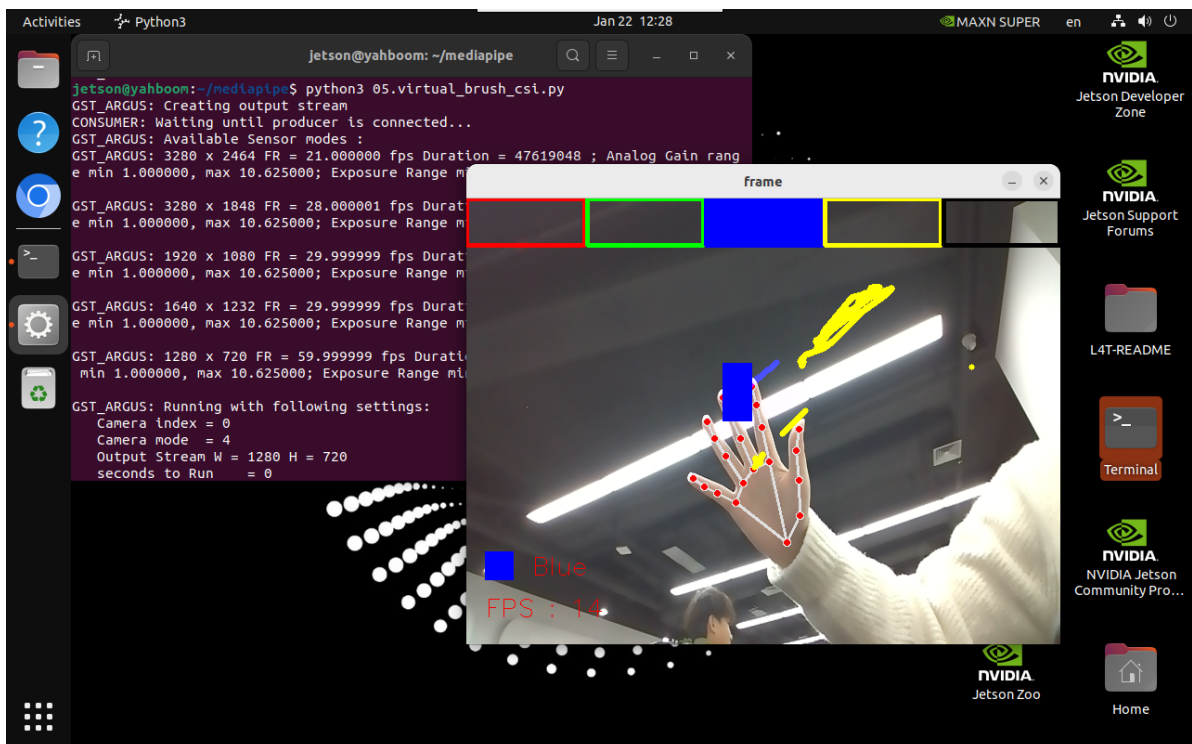 Activities
Python3
Jan 22 12:28
MAXN SUPER
en
jetson@yahboom: ~/mediapipe
jetson@yahboom:~/mediapipe$ python3 05.virtual_brush_csi.py
GST_ARGUS: Creating output stream
CONSUMER: Waiting until producer is connected...
GST_ARGUS: Available Sensor modes :
GST_ARGUS: 3280 x 2464 FR = 21.000000 fps Duration = 47619048 ; Analog Gain rang
e min 1.000000, max 10.625000; Exposure Range m
GST_ARGUS: 3280 x 1848 FR = 28.000001 fps Durat
e min 1.000000, max 10.625000; Exposure Range m
GST_ARGUS: 1920 x 1080 FR = 29.999999 fps Durat
e min 1.000000, max 10.625000; Exposure Range m
GST_ARGUS: 1640 x 1232 FR = 29.999999 fps Durat
e min 1.000000, max 10.625000; Exposure Range m
GST_ARGUS: 1280 x 720 FR = 59.999999 fps Durati
min 1.000000, max 10.625000; Exposure Range mi
GST_ARGUS: Running with following settings:
Camera index = 0
Camera mode = 4
Output Stream W = 1280 H = 720
seconds to Run = 0
frame
Blue
FPS : 14
NVIDIA.
Jetson Developer
Zone
NVIDIA.
Jetson Support
Forums
L4T-README
Terminal
NVIDIA.
NVIDIA Jetson
Community Pro...
NVIDIA.
Jetson Zoo
Home